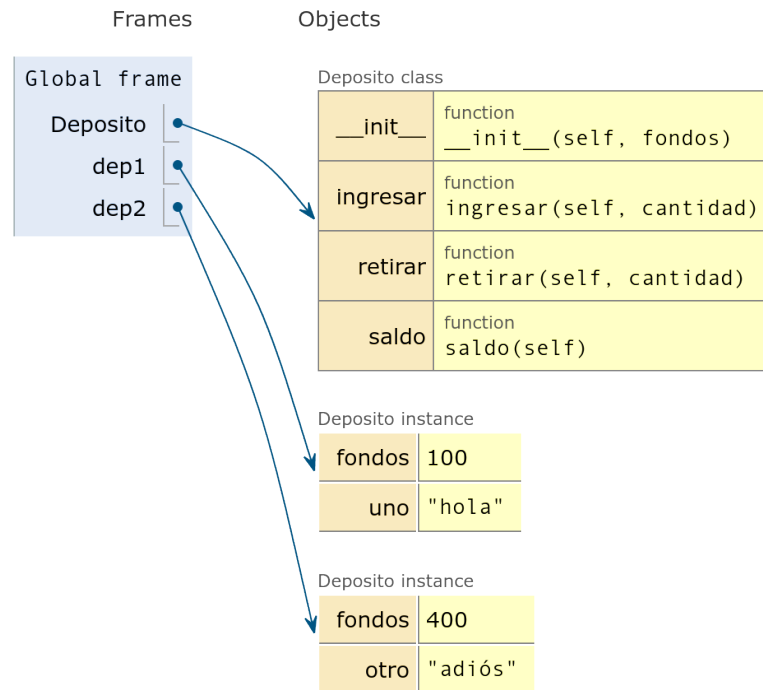 Frames Objects
Global frame
Deposito
dep1
dep2
Deposito class
__init__ function
__init__(self, fondos)
ingresar function
ingresar(self, cantidad)
retirar function
retirar(self, cantidad)
saldo function
saldo(self)
Deposito instance
fondos 100
uno "hola"
Deposito instance
fondos 400
otro "adiós"